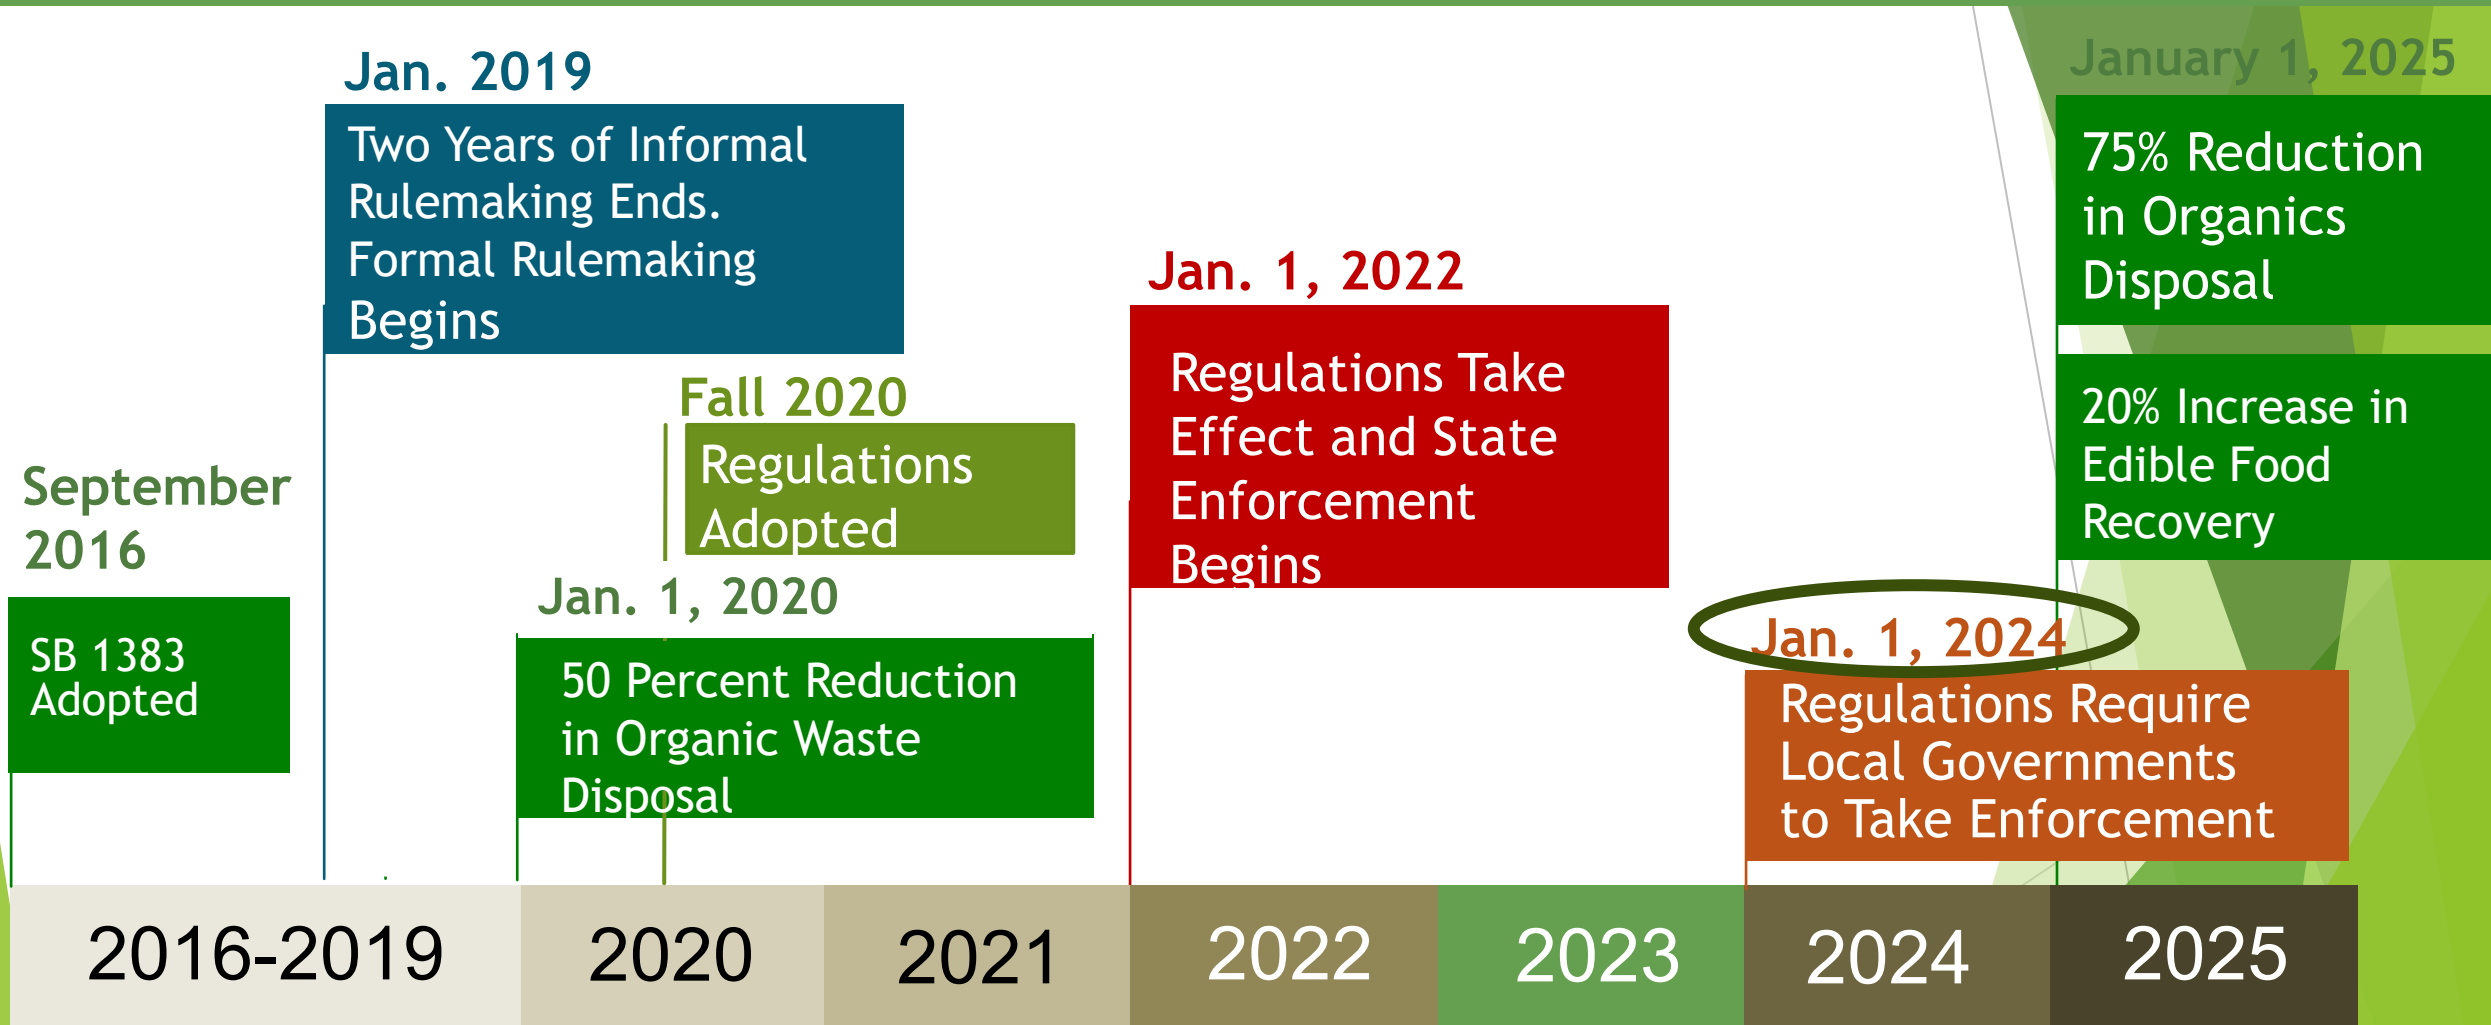 Jan. 2019
Two Years of Informal
Rulemaking Ends.
Formal Rulemaking
Begins
January 1, 2025
75% Reduction
in Organics
Disposal
20% Increase in
Edible Food
Recovery
Jan. 1, 2022
Regulations Take
Effect and State
Enforcement
Begins
Fall 2020
Regulations
Adopted
September
2016
SB 1383
Adopted
Jan. 1, 2020
50 Percent Reduction
in Organic Waste
Disposal
Jan. 1, 2024
Regulations Require
Local Governments
to Take Enforcement
2016-2019
2020
2021
2022
2023
2024
2025